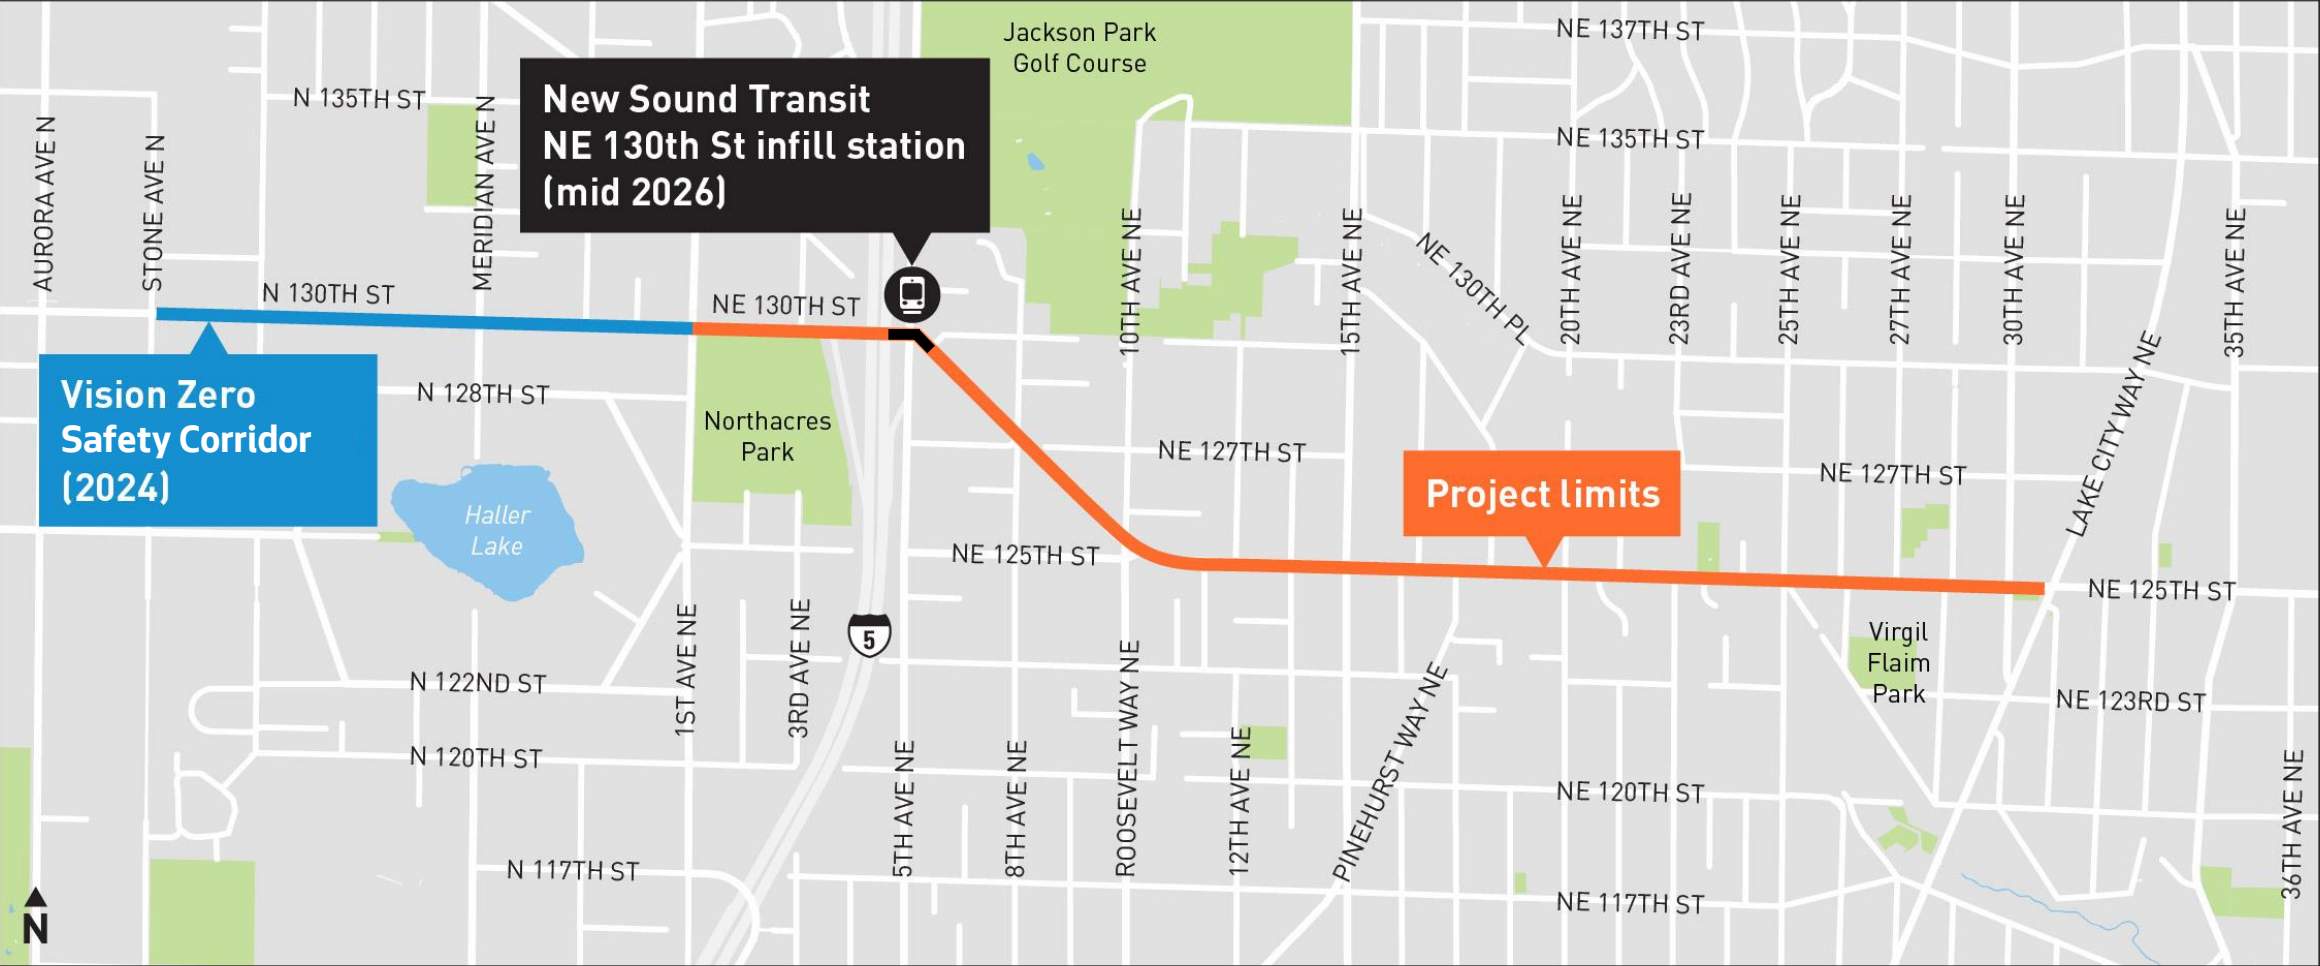 Jackson Park
Golf Course
NE 137TH ST
N 135TH ST
New Sound Transit
NE 130th St infill station
(mid 2026)
NE 135TH ST
AURORA AVE N
STONE AVE N
MERIDIAN AVE N
10TH AVE NE
15TH AVE NE
NE 130TH PL
20TH AVE NE
23RD AVE NE
25TH AVE NE
27TH AVE NE
30TH AVE NE
35TH AVE NE
N 130TH ST
NE 130TH ST
Vision Zero
Safety Corridor
(2024)
N 128TH ST
Northacres
Park
NE 127TH ST
NE 127TH ST
LAKE CITY WAY NE
Project limits
Haller
Lake
NE 125TH ST
NE 125TH ST
5
Virgil
Flaim
Park
1ST AVE NE
3RD AVE NE
N 122ND ST
NE 123RD ST
N 120TH ST
5TH AVE NE
8TH AVE NE
ROOSEVELT WAY NE
12TH AVE NE
PINEHURST WAY NE
NE 120TH ST
36TH AVE NE
N 117TH ST
NE 117TH ST
N